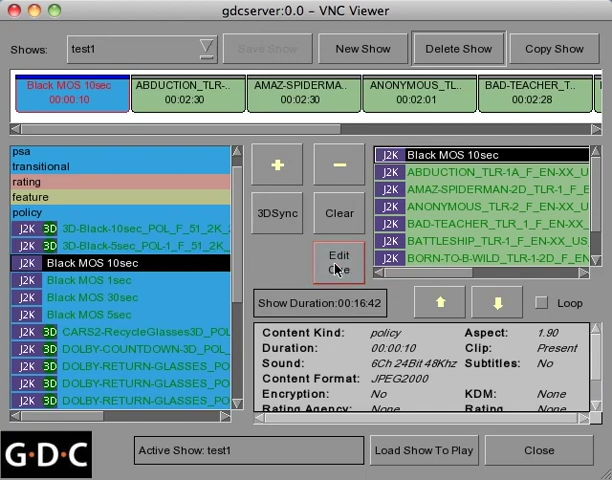 gdcserver:0.0 – VNC Viewer
Shows: test1 Save Show New Show Delete Show Copy Show
Black MOS 10sec ABDUCTION_TLR-.. AMAZ-SPIDERMA.. ANONYMOUS_TL.. BAD-TEACHER_T..
00:00:10 00:02:30 00:02:30 00:02:01 00:02:28
psa
transitional
rating
feature
policy
J2K 3D 3D-Black-10sec_POL_F_51_2K_
J2K 3D 3D-Black-5sec_POL-1_F_51_2K_
J2K Black MOS 10sec
J2K Black MOS 1sec
J2K Black MOS 30sec
J2K Black MOS 5sec
J2K 3D CARS2-RecycleGlasses3D_POL
J2K 3D DOLBY-COUNTDOWN-3D_POL_
J2K 3D DOLBY-RETURN-GLASSES_PO
J2K 3D DOLBY-RETURN-GLASSES_PO
J2K 3D DOLBY-RETURN-GLASSES_PO
+ −
3DSync Clear
Edit
Cue
J2K Black MOS 10sec
J2K ABDUCTION_TLR-1A_F_EN-XX_U
J2K AMAZ-SPIDERMAN-2D_TLR-1_F_E
J2K ANONYMOUS_TLR-2_F_EN-XX_U
J2K BAD-TEACHER_TLR-1_F_EN-XX_
J2K BATTLESHIP_TLR-1_F_EN-XX_US
J2K BORN-TO-B-WILD_TLR-1-2D_F_EN
Show Duration:00:16:42 Loop
Content Kind: policy Aspect: 1.90
Duration: 00:00:10 Clip: Present
Sound: 6Ch 24Bit 48Khz Subtitles: No
Content Format: JPEG2000
Encryption: No KDM: None
Rating Agency: None Rating None
G·D·C
Active Show: test1 Load Show To Play Close